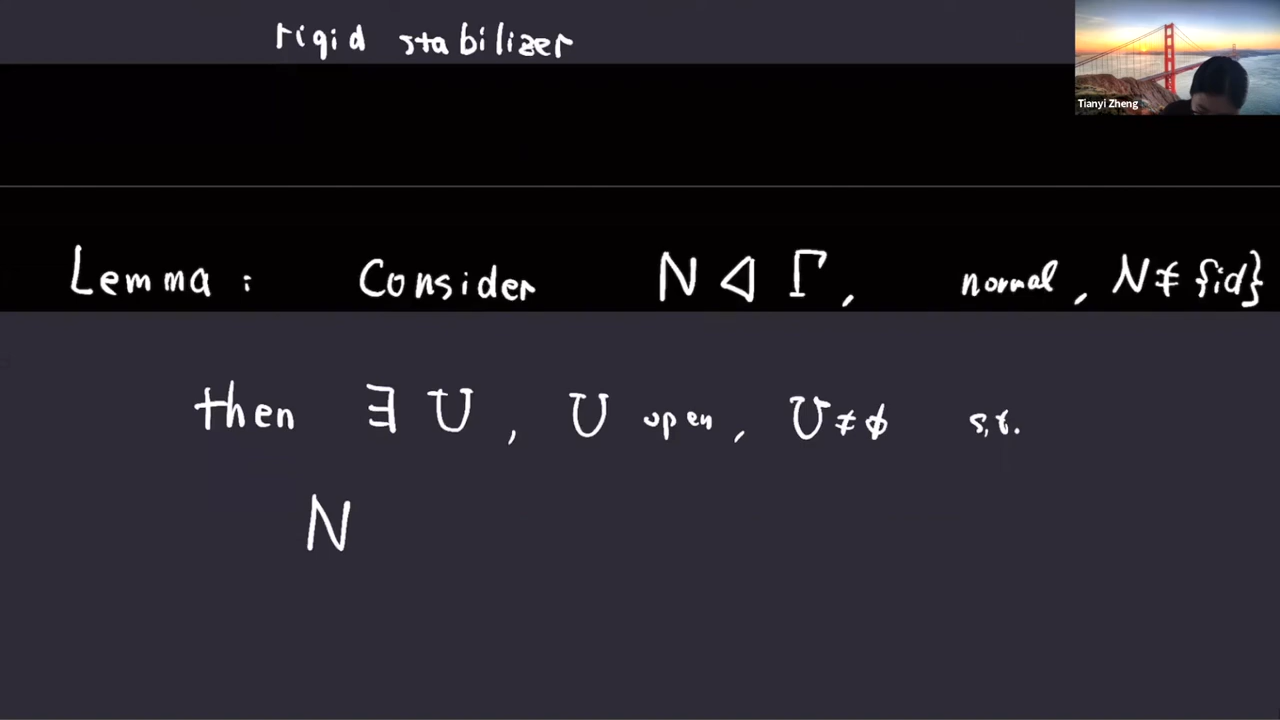 rigid stabilizer
Tianyi Zheng
Lemma : Consider N ◁ Γ, normal, N ≠ {id}
then ∃ U, U open, U ≠ ϕ s.t.
N